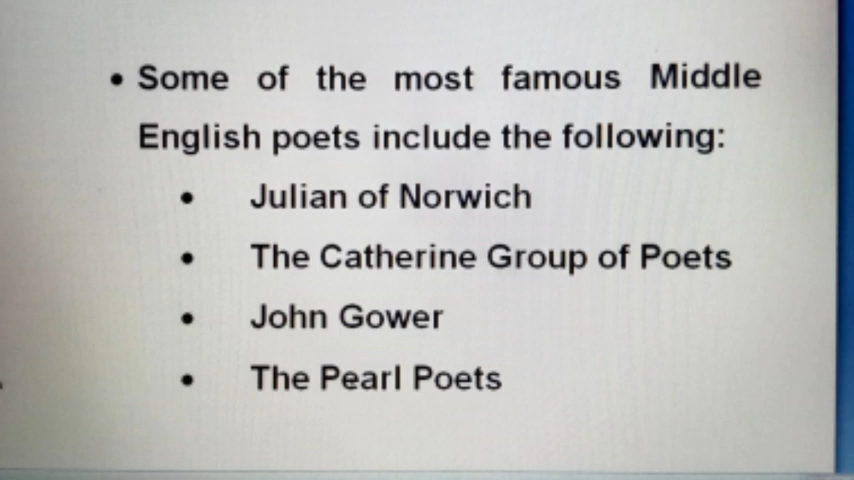 • Some of the most famous Middle
English poets include the following:
• Julian of Norwich
• The Catherine Group of Poets
• John Gower
• The Pearl Poets